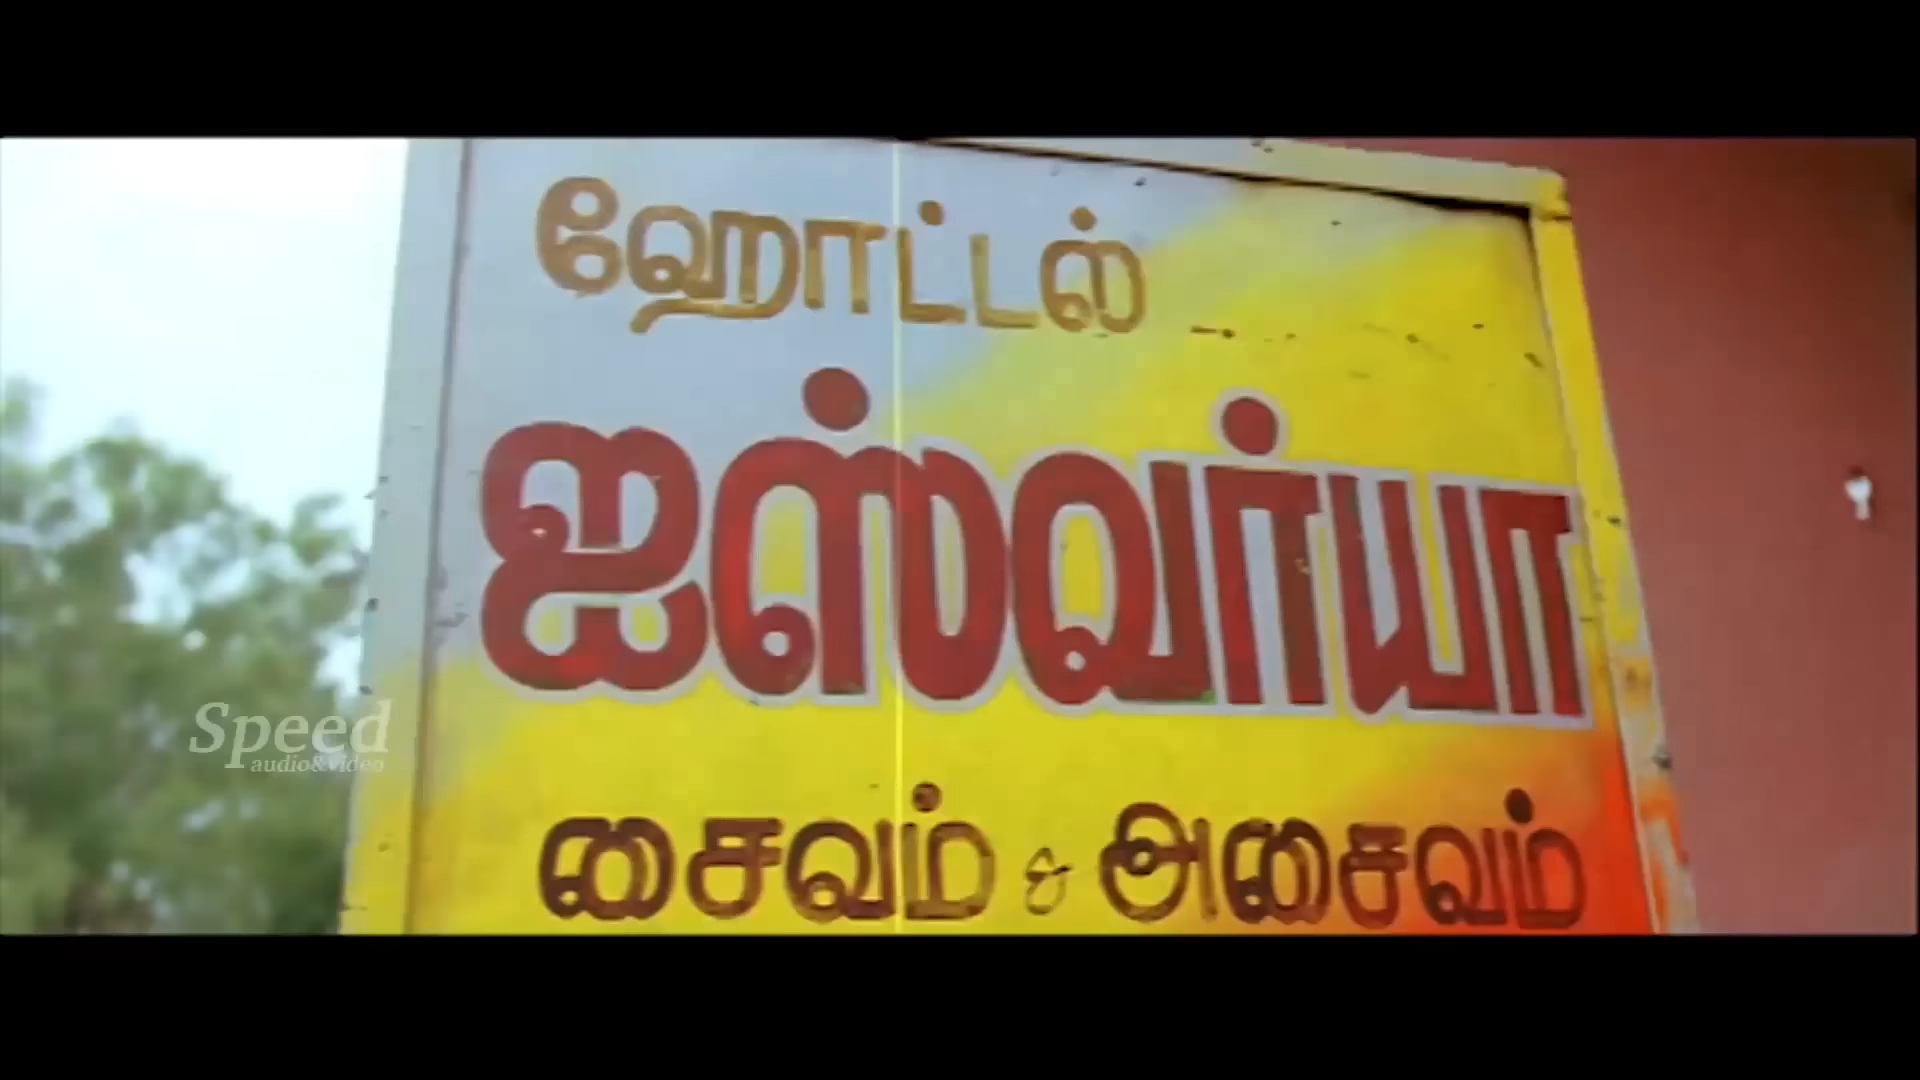 ஹோட்டல்
ஐஸ்வர்யா
சைவம் & அசைவம்
Speed
audio&video